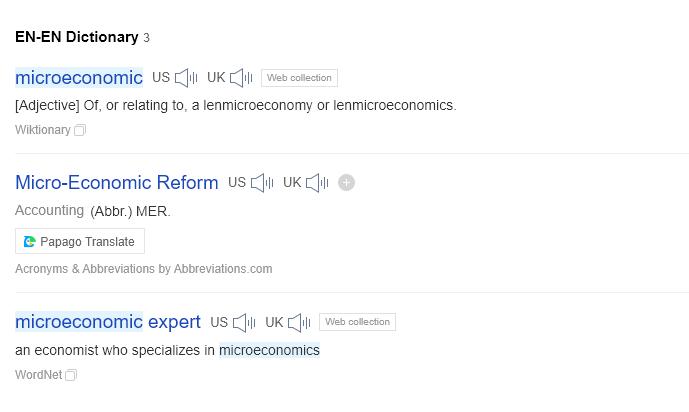 EN-EN Dictionary 3
microeconomic US UK Web collection
[Adjective] Of, or relating to, a lenmicroeconomy or lenmicroeconomics.
Wiktionary
Micro-Economic Reform US UK
Accounting (Abbr.) MER.
Papago Translate
Acronyms & Abbreviations by Abbreviations.com
microeconomic expert US UK Web collection
an economist who specializes in microeconomics
WordNet